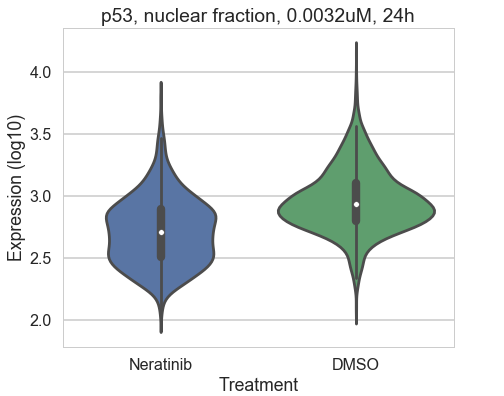 p53, nuclear fraction, 0.0032uM, 24h
Expression (log10)
4.0
3.5
3.0
2.5
2.0
Neratinib DMSO
Treatment